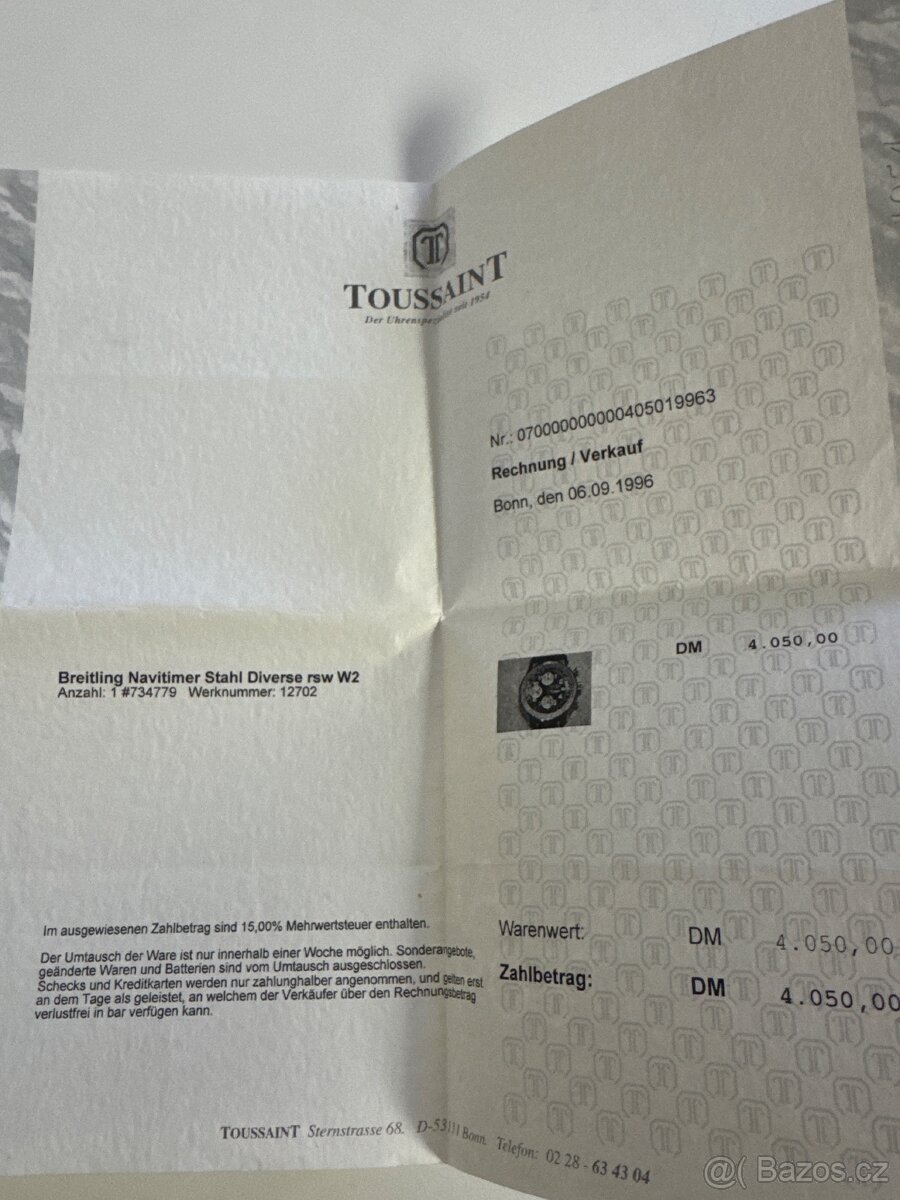 TOUSSAINT
Der Uhrenspezialist seit 1954
Nr.: 07000000000405019963
Rechnung / Verkauf
Bonn, den 06.09.1996
Breitling Navitimer Stahl Diverse rsw W2
Anzahl: 1 #734779 Werknummer: 12702
DM 4.050,00
Im ausgewiesenen Zahlbetrag sind 15,00% Mehrwertsteuer enthalten.
Der Umtausch der Ware ist nur innerhalb einer Woche möglich. Sonderangebote,
geänderte Waren und Batterien sind vom Umtausch ausgeschlossen.
Schecks und Kreditkarten werden nur zahlunghalber angenommen, und gelten erst
an dem Tage als geleistet, an welchem der Verkäufer über den Rechnungsbetrag
verlustfrei in bar verfügen kann.
Warenwert: DM 4.050,00
Zahlbetrag: DM 4.050,00
TOUSSAINT Sternstrasse 68. D-53111 Bonn. Telefon: 02 28 - 63 43 04
@( Bazos.cz